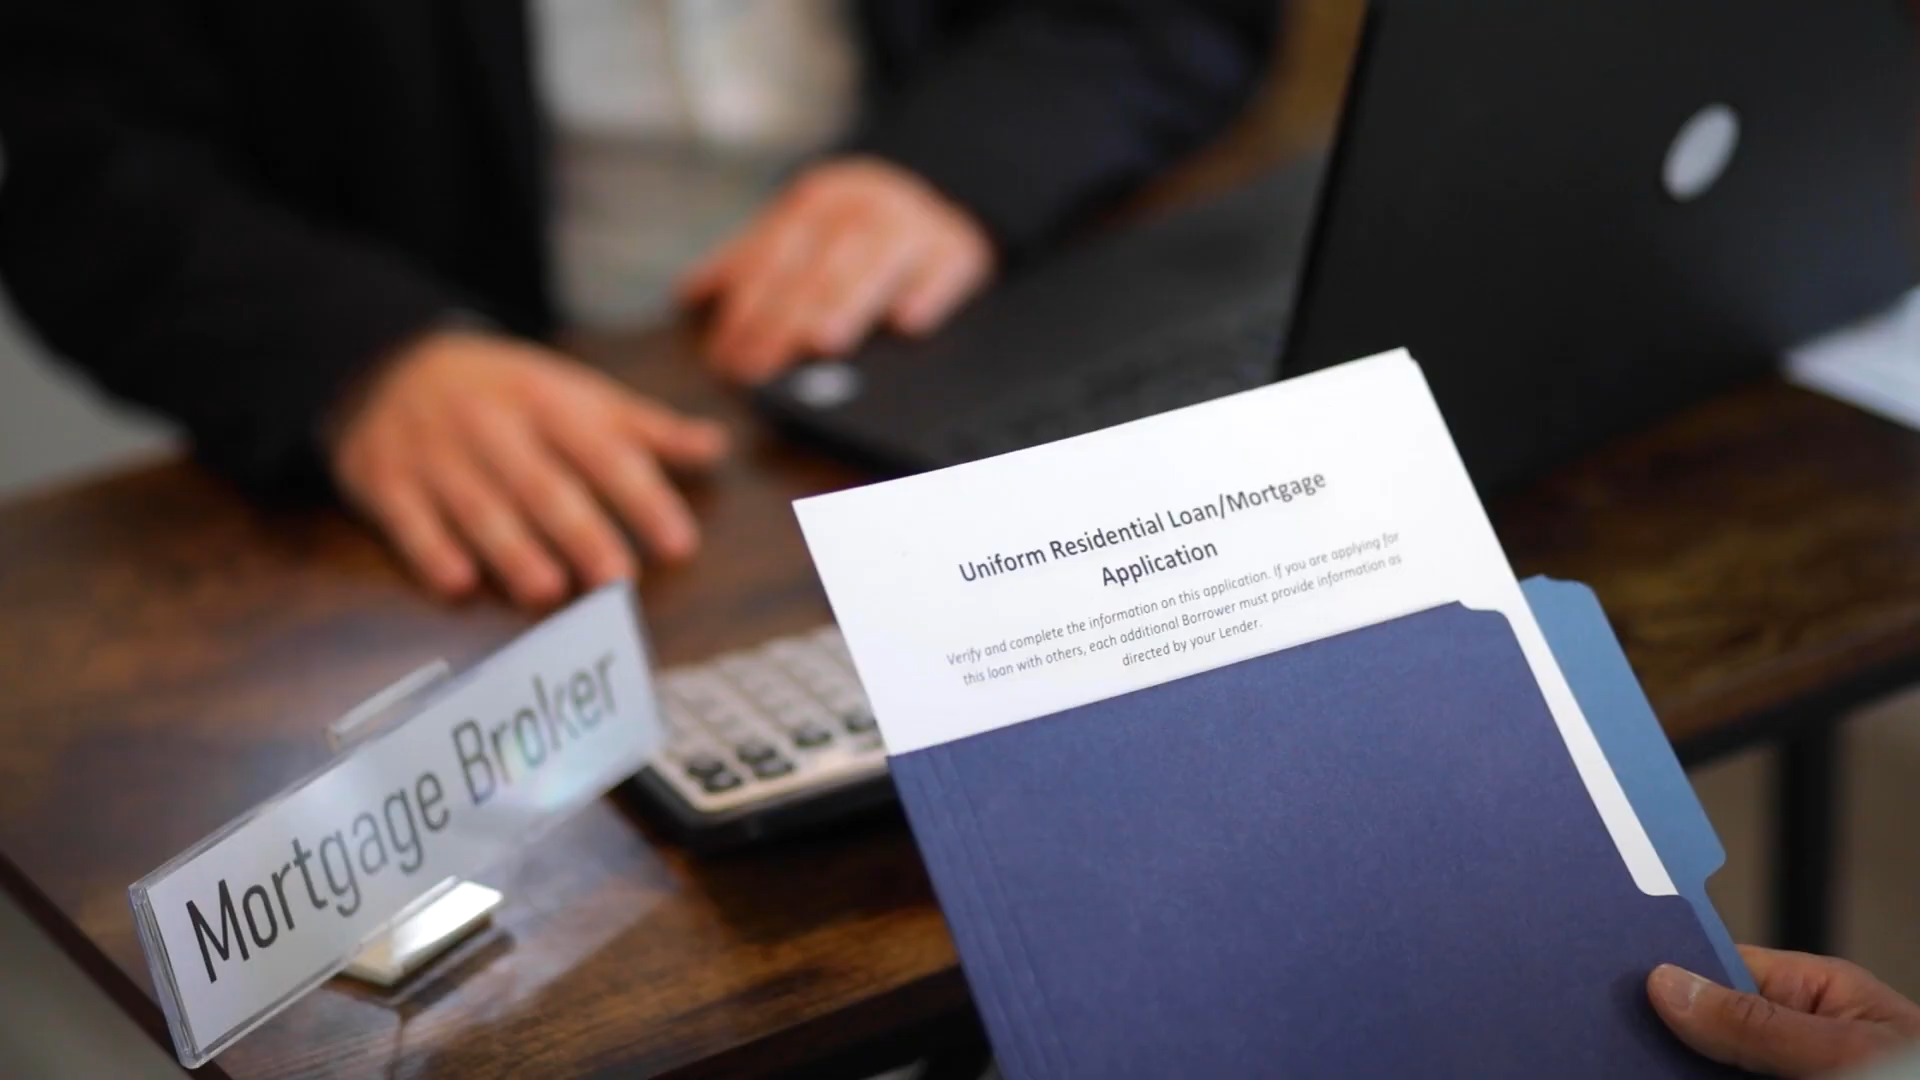 Uniform Residential Loan/Mortgage
Application
Verify and complete the information on this application. If you are applying for
this loan with others, each additional Borrower must provide information as
directed by your Lender.
Mortgage Broker